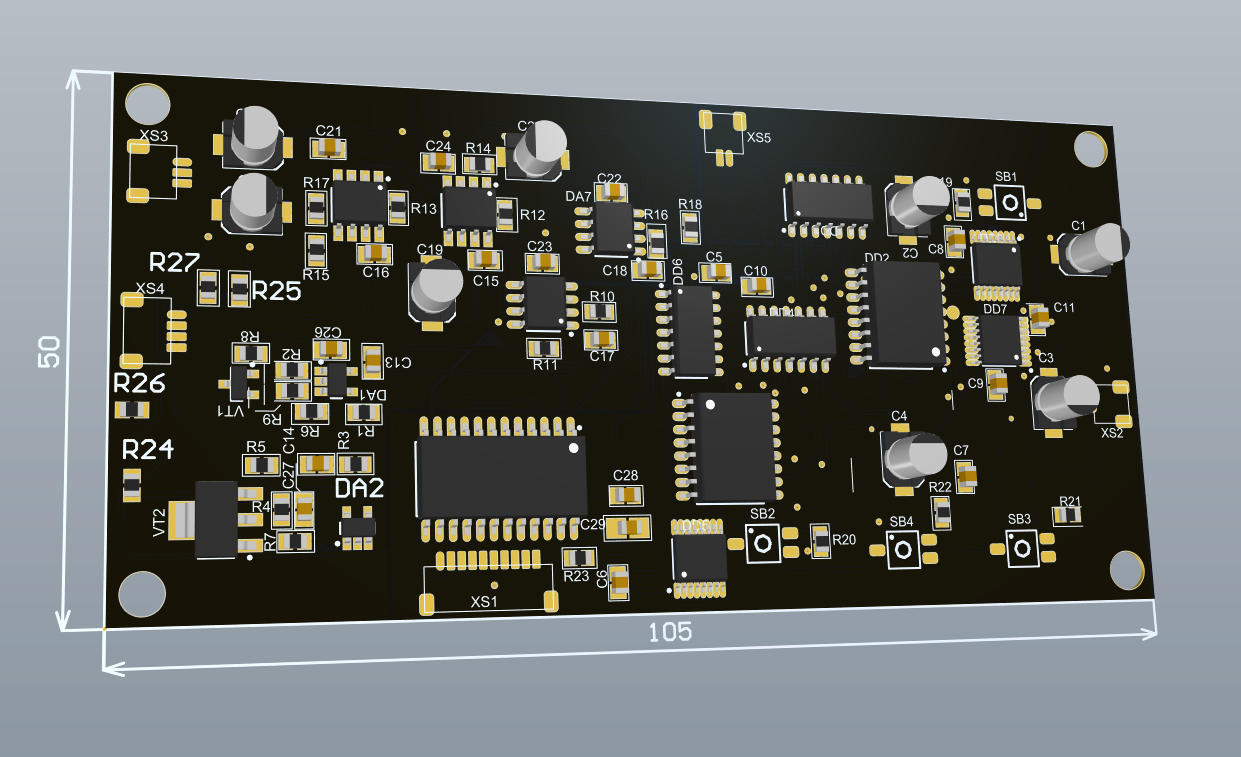 XS3
C21
C24
R14
XS5
R17
R13
R12
DA7
C22
R16
R18
SB1
C1
R15
C16
C19
C15
C23
C18
DD6
C5
C10
DD2
C2
C8
R27
XS4
R25
R10
C17
R11
DD7
C11
C3
C9
XS2
50
R8
R2
C26
C13
DA1
R26
VT1
R9
R6
R1
R24
R5
C14
R3
C27
DA2
VT2
R4
R7
C28
C29
C4
C7
R22
R21
SB2
R20
SB4
SB3
R23
C6
XS1
105